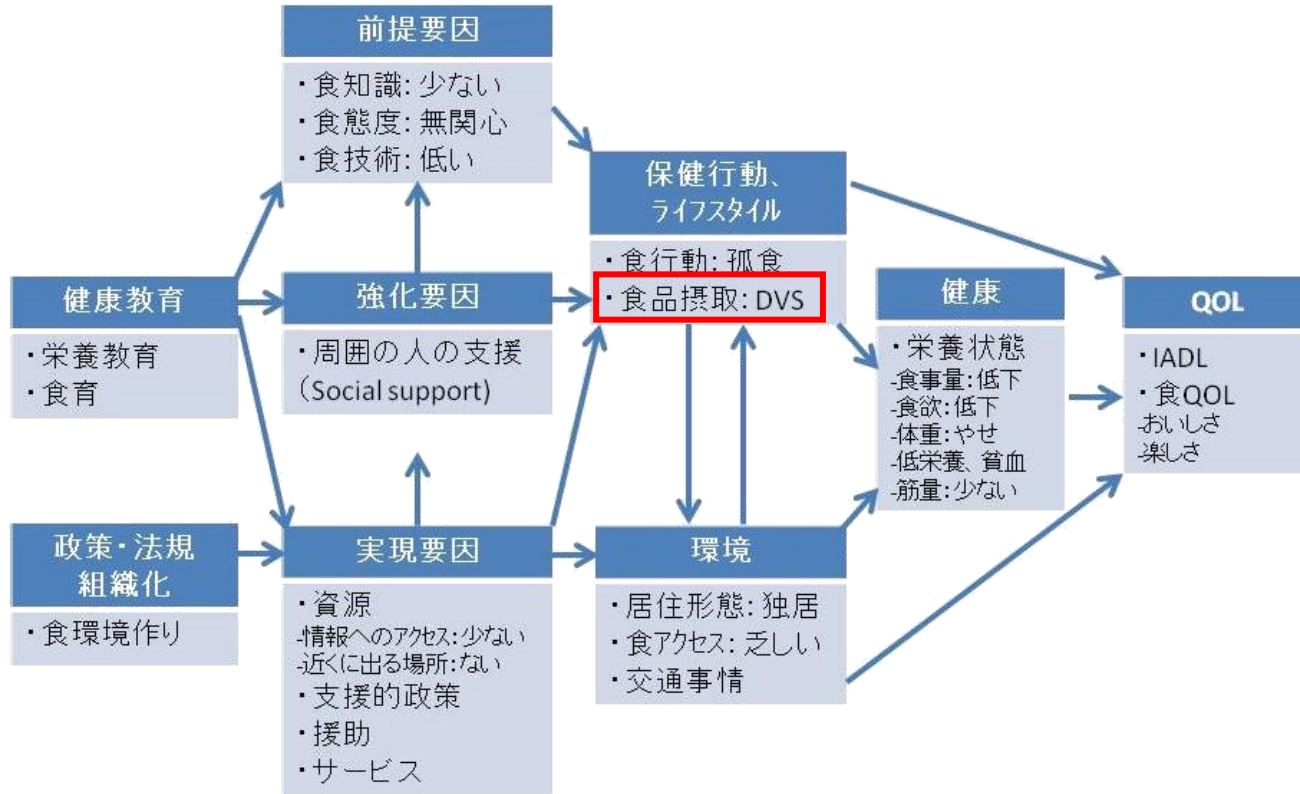 前提要因
・食知識: 少ない
・食態度: 無関心
・食技術: 低い
保健行動、
ライフスタイル
・食行動: 孤食
・食品摂取: DVS
健康教育
・栄養教育
・食育
強化要因
・周囲の人の支援
（Social support)
健康
・栄養状態
-食事量:低下
-食欲:低下
-体重:やせ
-低栄養、貧血
-筋量:少ない
QOL
・IADL
・食QOL
-おいしさ
-楽しさ
政策・法規
組織化
・食環境作り
実現要因
・資源
-情報へのアクセス:少ない
-近くに出る場所:ない
・支援的政策
・援助
・サービス
環境
・居住形態: 独居
・食アクセス: 乏しい
・交通事情